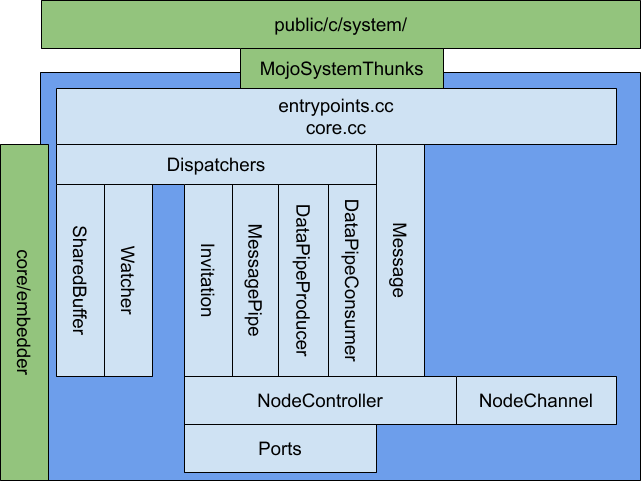 public/c/system/
MojoSystemThunks
entrypoints.cc
core.cc
Dispatchers
core/embedder
SharedBuffer
Watcher
Invitation
MessagePipe
DataPipeProducer
DataPipeConsumer
Message
NodeController
NodeChannel
Ports